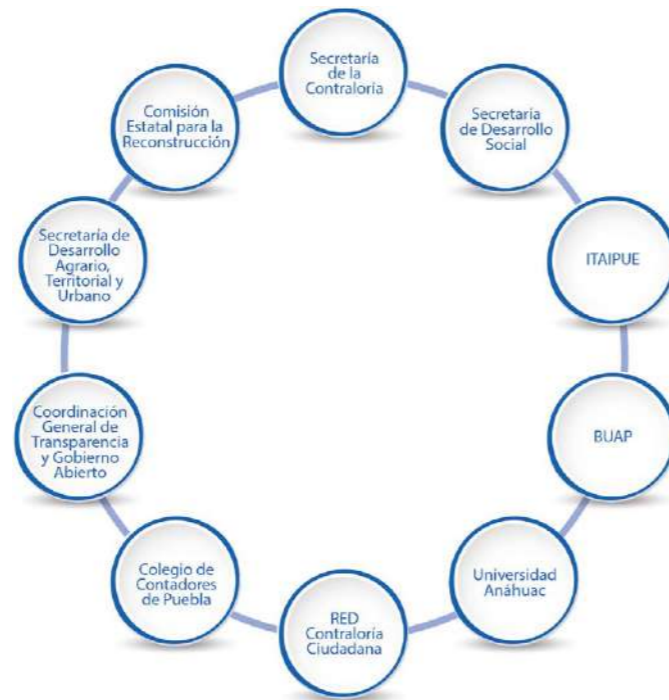 Secretaría
de la
Contraloría
Secretaría
de Desarrollo
Social
ITAIPUE
BUAP
Universidad
Anáhuac
RED
Contraloría
Ciudadana
Colegio de
Contadores
de Puebla
Coordinación
General de
Transparencia
y Gobierno
Abierto
Secretaría de
Desarrollo
Agrario,
Territorial y
Urbano
Comisión
Estatal para la
Reconstrucción